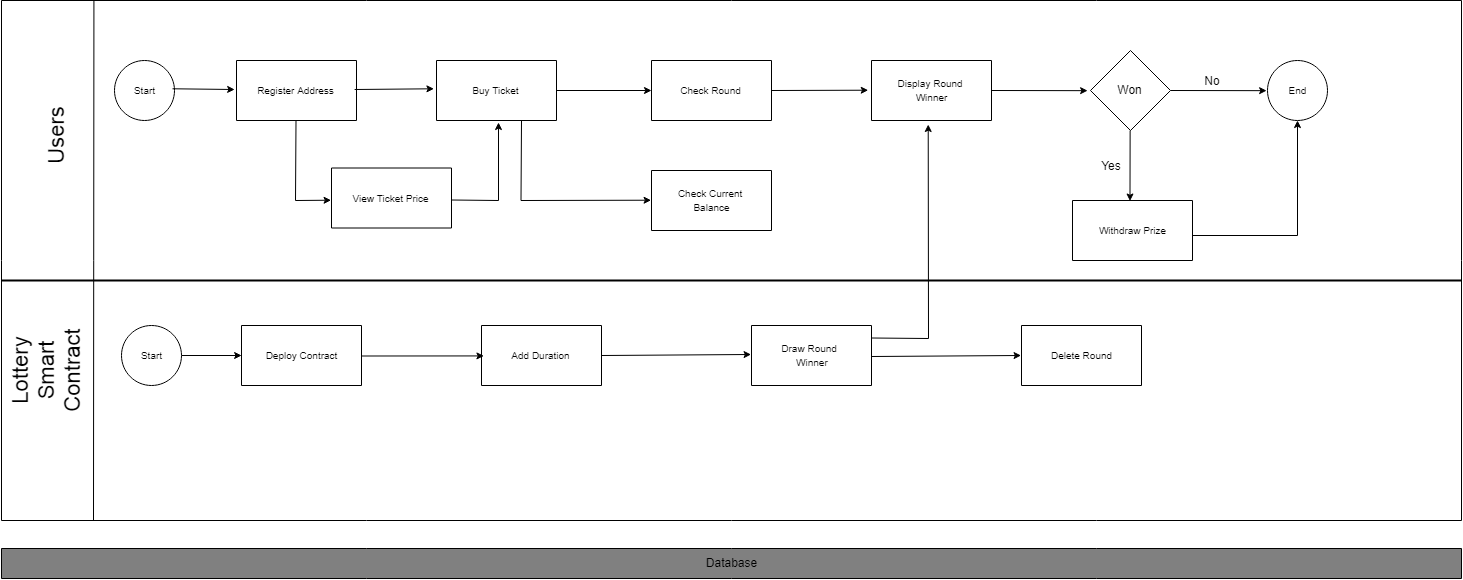 Users
Start
Register Address
Buy Ticket
Check Round
Display Round
Winner
Won
No
End
Yes
View Ticket Price
Check Current
Balance
Withdraw Prize
Lottery
Smart
Contract
Start
Deploy Contract
Add Duration
Draw Round
Winner
Delete Round
Database